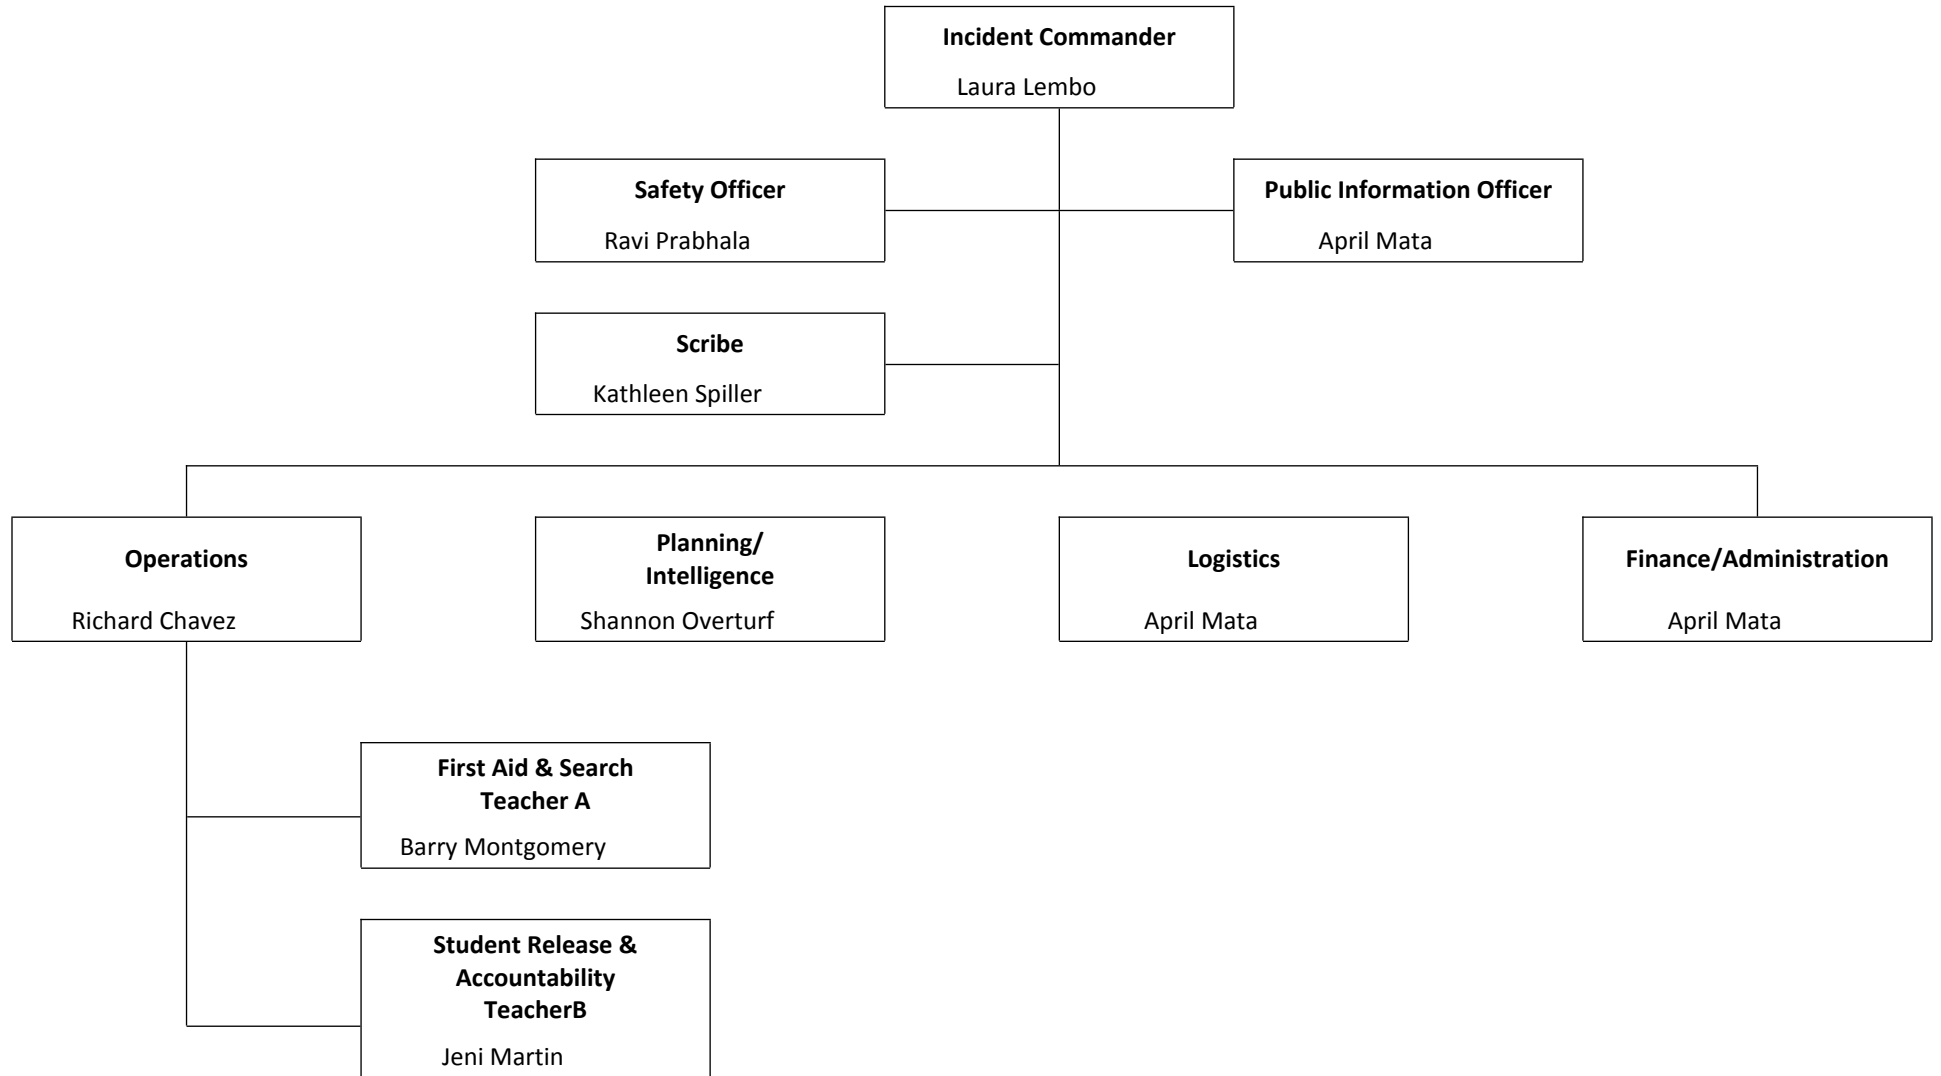 Incident Commander
Laura Lembo
Safety Officer
Ravi Prabhala
Public Information Officer
April Mata
Scribe
Kathleen Spiller
Operations
Richard Chavez
Planning/
Intelligence
Shannon Overturf
Logistics
April Mata
Finance/Administration
April Mata
First Aid & Search
Teacher A
Barry Montgomery
Student Release &
Accountability
TeacherB
Jeni Martin